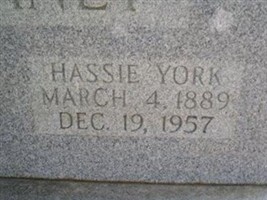 HASSIE YORK
MARCH 4, 1889
DEC. 19, 1957